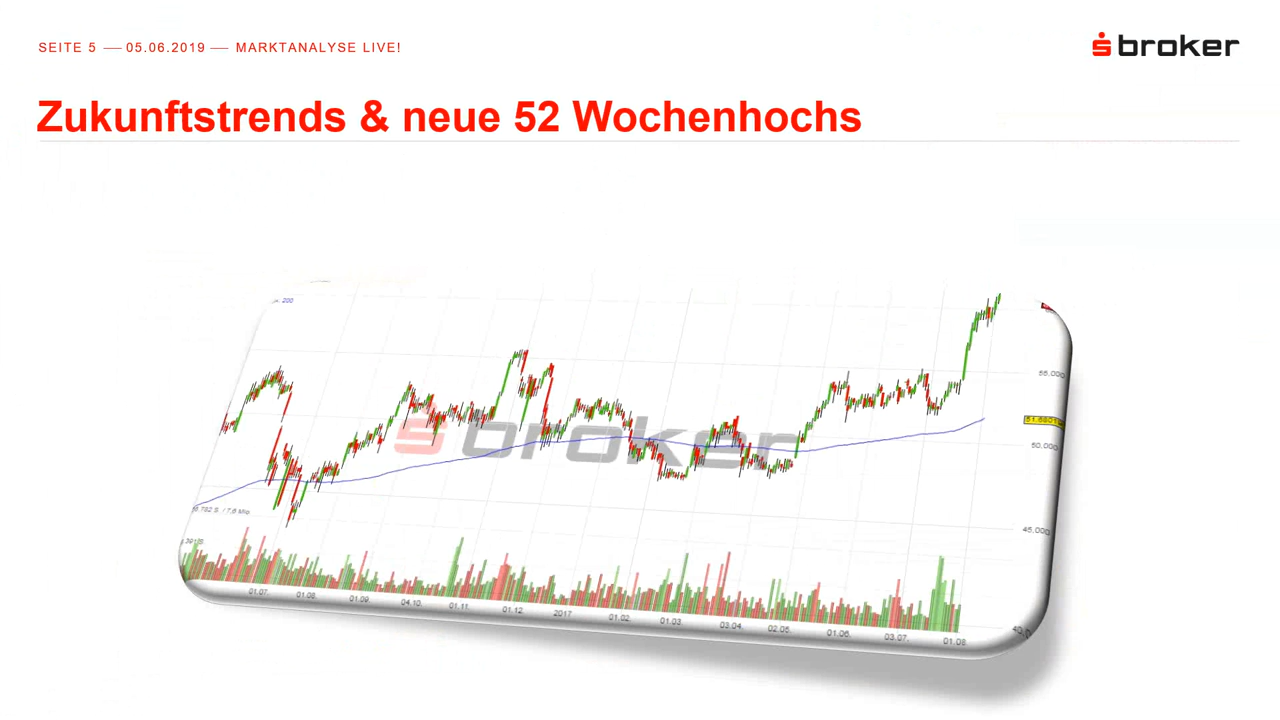 SEITE 5 — 05.06.2019 — MARKTANALYSE LIVE!
broker
Zukunftstrends & neue 52 Wochenhochs
200
55,000
50,000
45,000
broker
01.07. 01.08. 01.09. 04.10. 01.11. 01.12. 2017 01.02. 01.03. 03.04. 02.05. 01.06. 03.07. 01.08